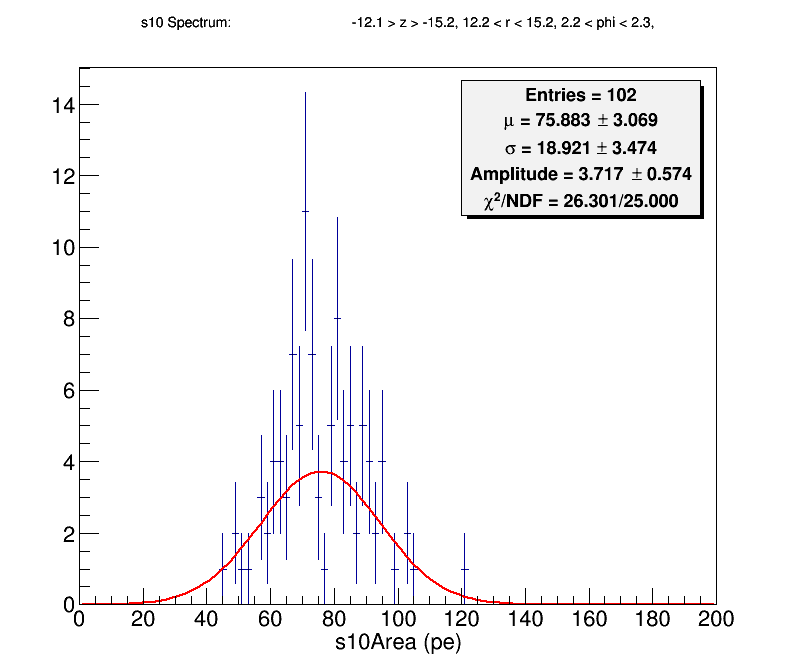 s10 Spectrum: -12.1 > z > -15.2, 12.2 < r < 15.2, 2.2 < phi < 2.3,
Entries = 102
μ = 75.883 ± 3.069
σ = 18.921 ± 3.474
Amplitude = 3.717 ± 0.574
χ²/NDF = 26.301/25.000
14
12
10
8
6
4
2
0
0 20 40 60 80 100 120 140 160 180 200
s10Area (pe)